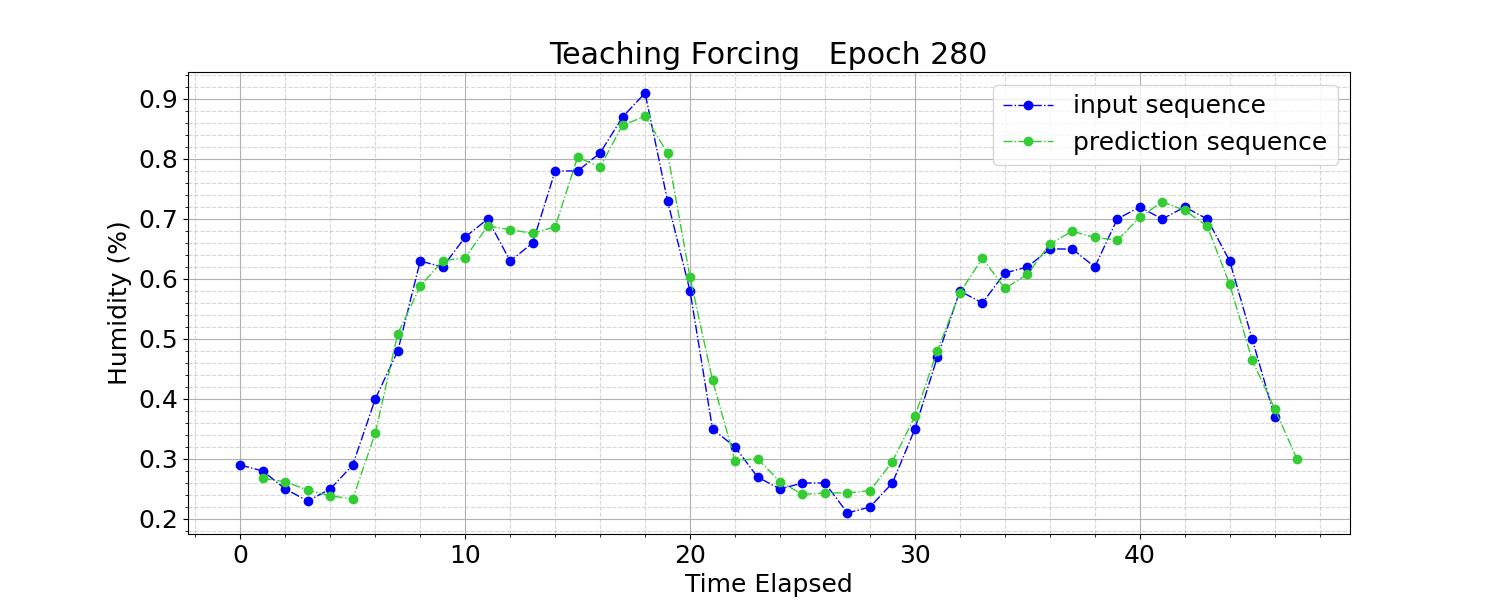 Teaching Forcing   Epoch 280
0.9
0.8
0.7
0.6
0.5
0.4
0.3
0.2
Humidity (%)
input sequence
prediction sequence
0 10 20 30 40
Time Elapsed